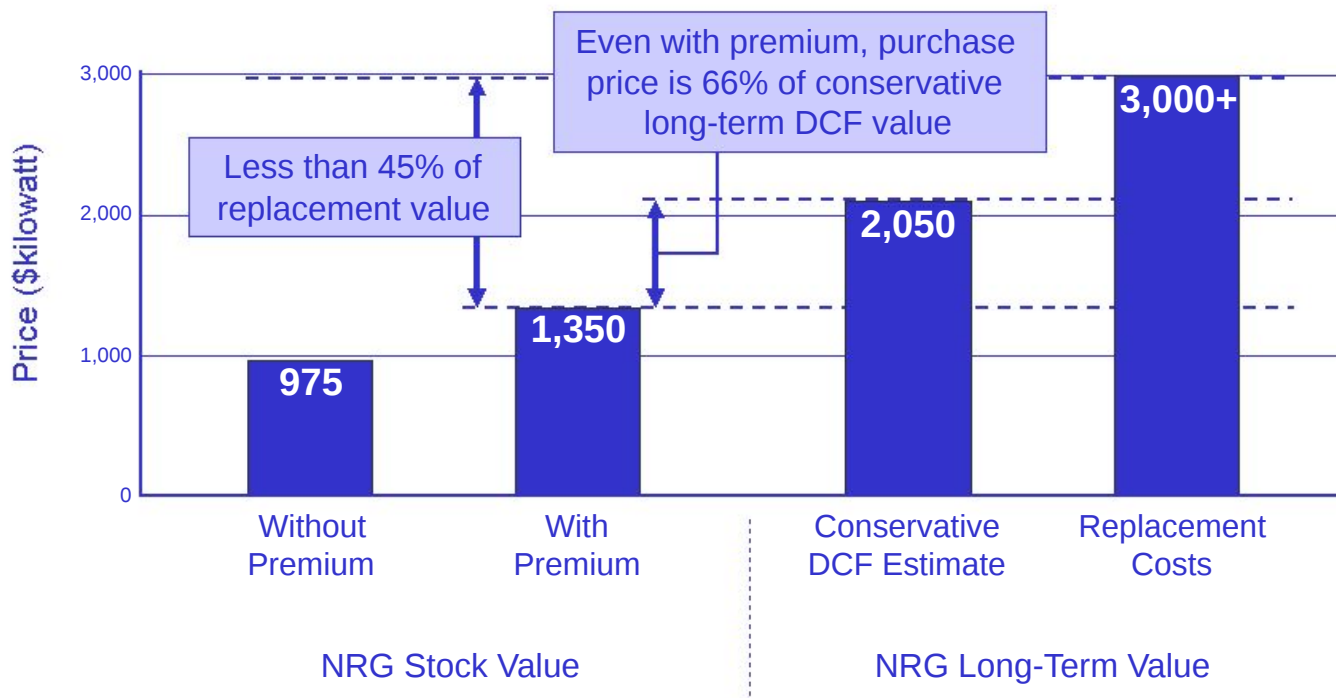 Even with premium, purchase
price is 66% of conservative
long-term DCF value
Less than 45% of
replacement value
Price ($kilowatt)
3,000
2,000
1,000
0
975
1,350
2,050
3,000+
Without
Premium
With
Premium
Conservative
DCF Estimate
Replacement
Costs
NRG Stock Value
NRG Long-Term Value